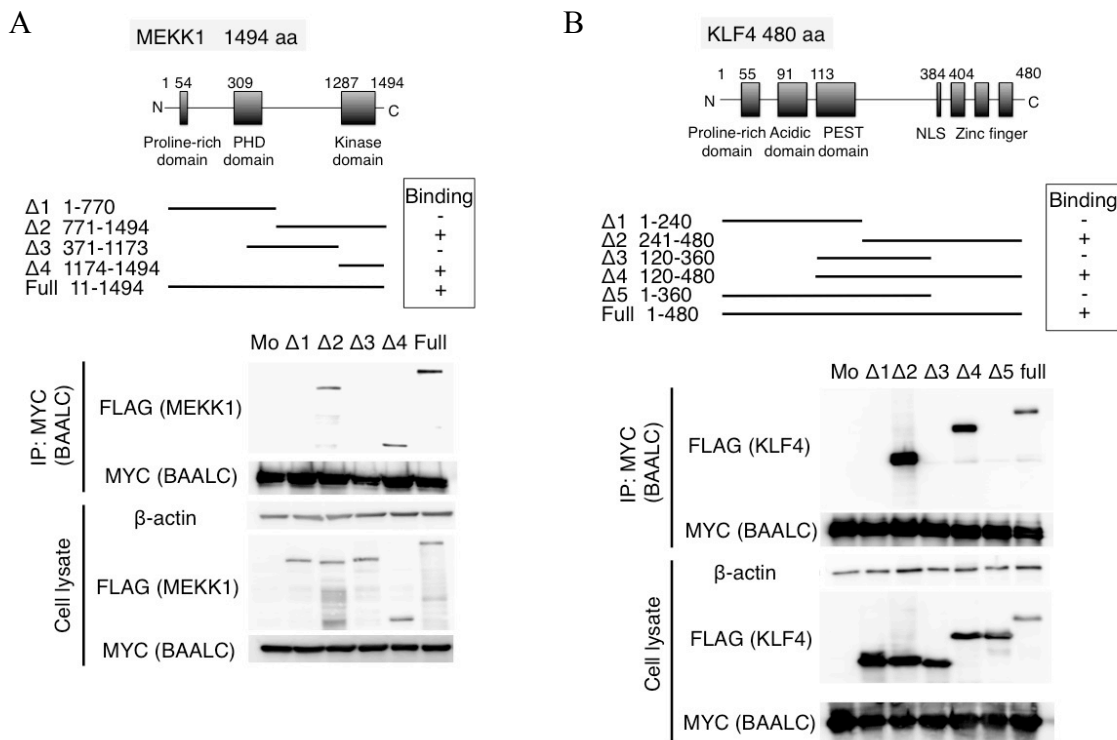 A
MEKK1 1494 aa
1 54 309 1287 1494
N C
Proline-rich domain PHD domain Kinase domain
Binding
Δ1 1-770 -
Δ2 771-1494 +
Δ3 371-1173 -
Δ4 1174-1494 +
Full 11-1494 +
Mo Δ1 Δ2 Δ3 Δ4 Full
IP: MYC (BAALC)
FLAG (MEKK1)
MYC (BAALC)
Cell lysate
β-actin
FLAG (MEKK1)
MYC (BAALC)
B
KLF4 480 aa
1 55 91 113 384 404 480
N C
Proline-rich domain Acidic domain PEST domain NLS Zinc finger
Binding
Δ1 1-240 -
Δ2 241-480 +
Δ3 120-360 -
Δ4 120-480 +
Δ5 1-360 -
Full 1-480 +
Mo Δ1 Δ2 Δ3 Δ4 Δ5 full
IP: MYC (BAALC)
FLAG (KLF4)
MYC (BAALC)
Cell lysate
β-actin
FLAG (KLF4)
MYC (BAALC)